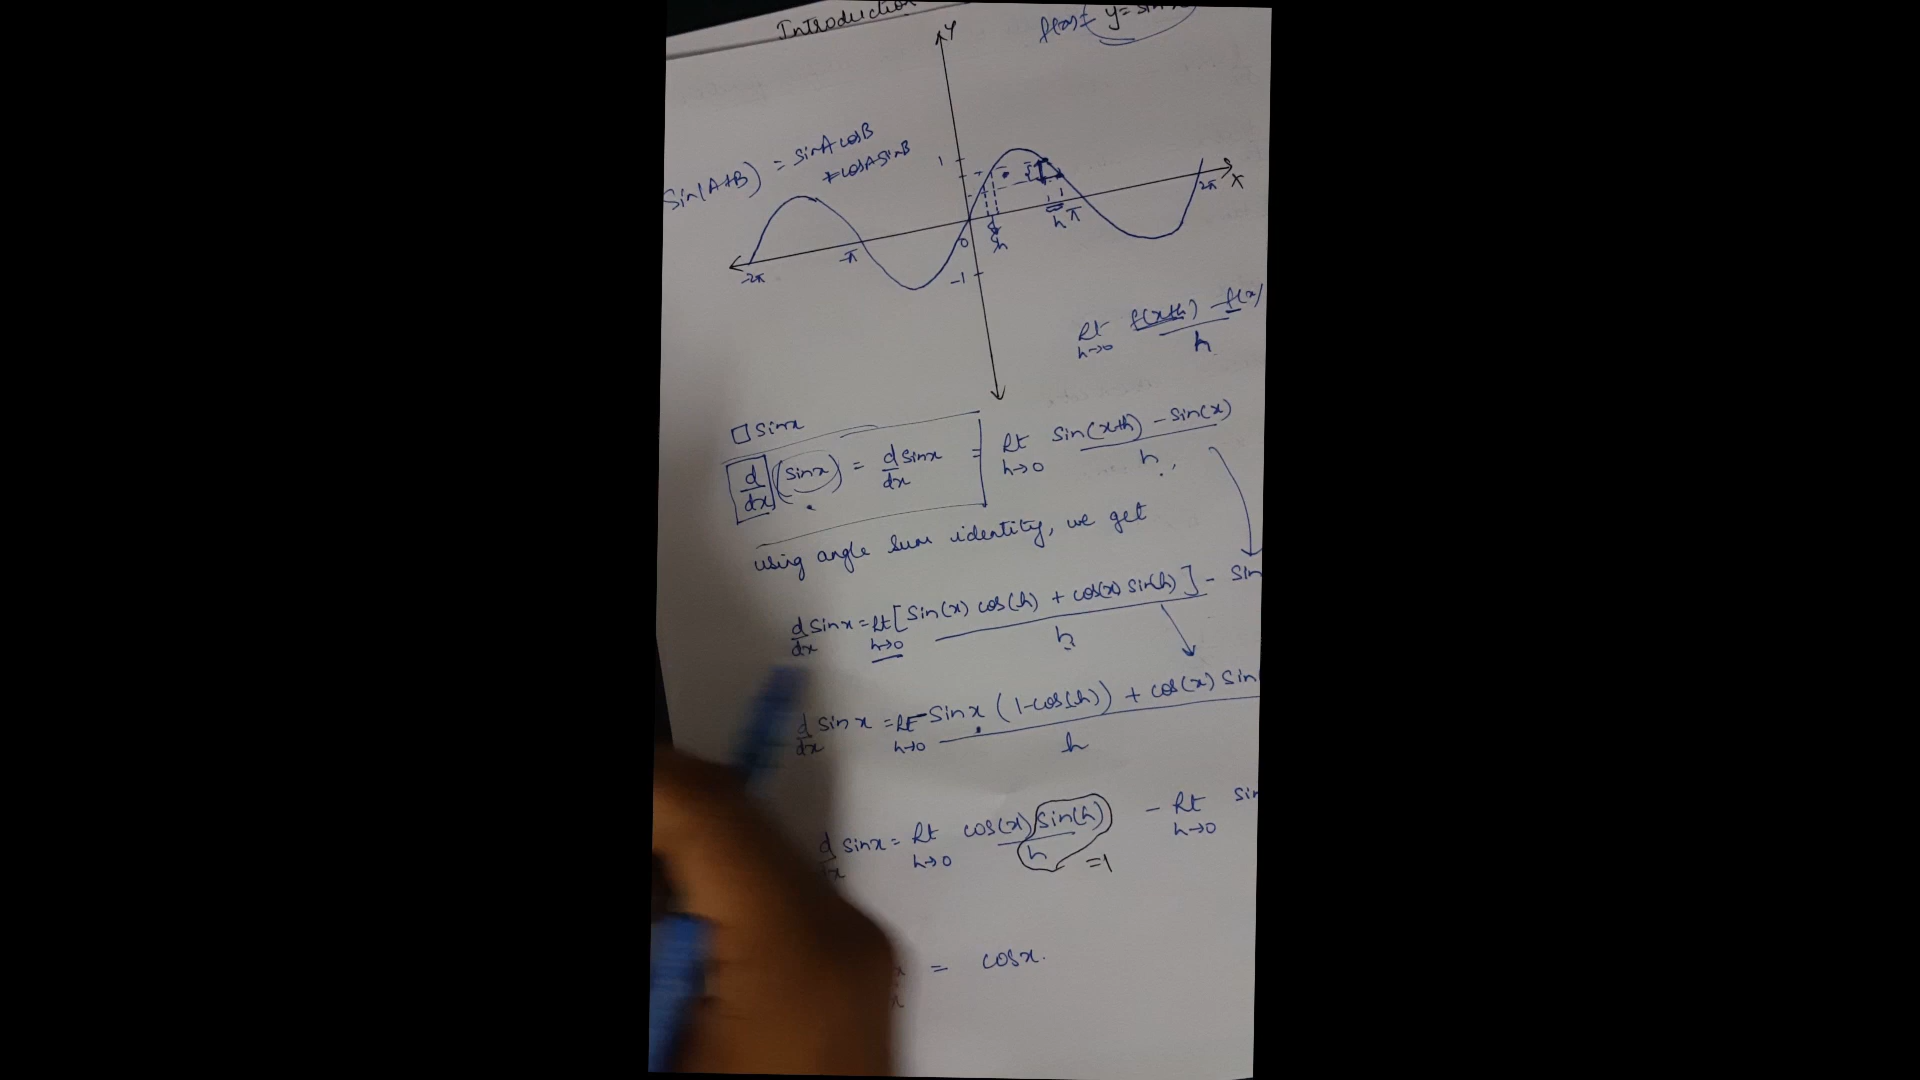 Introduction
f(x) = y = sin x
Y
Sin(A+B) = sinA cosB
+cosAsinB
1
-2π -π 0 h h π 2π X
-1
Lt f(x+h) - f(x)
h→0 h
□ Sinx
d/dx (sinx) = d sinx/dx = Lt h→0 Sin(x+h) - Sin(x) / h
using angle sum identity, we get
d/dx Sinx = Lt h→0 [Sin(x) cos(h) + cos(x) sin(h)] - Sin / h
d/dx Sin x = Lt h→0 -Sinx (1-cos(h)) + cos(x) Sin / h
d/dx Sinx = Lt h→0 cos(x) sin(h) / h =1 - Lt h→0 Sin
= cosx.